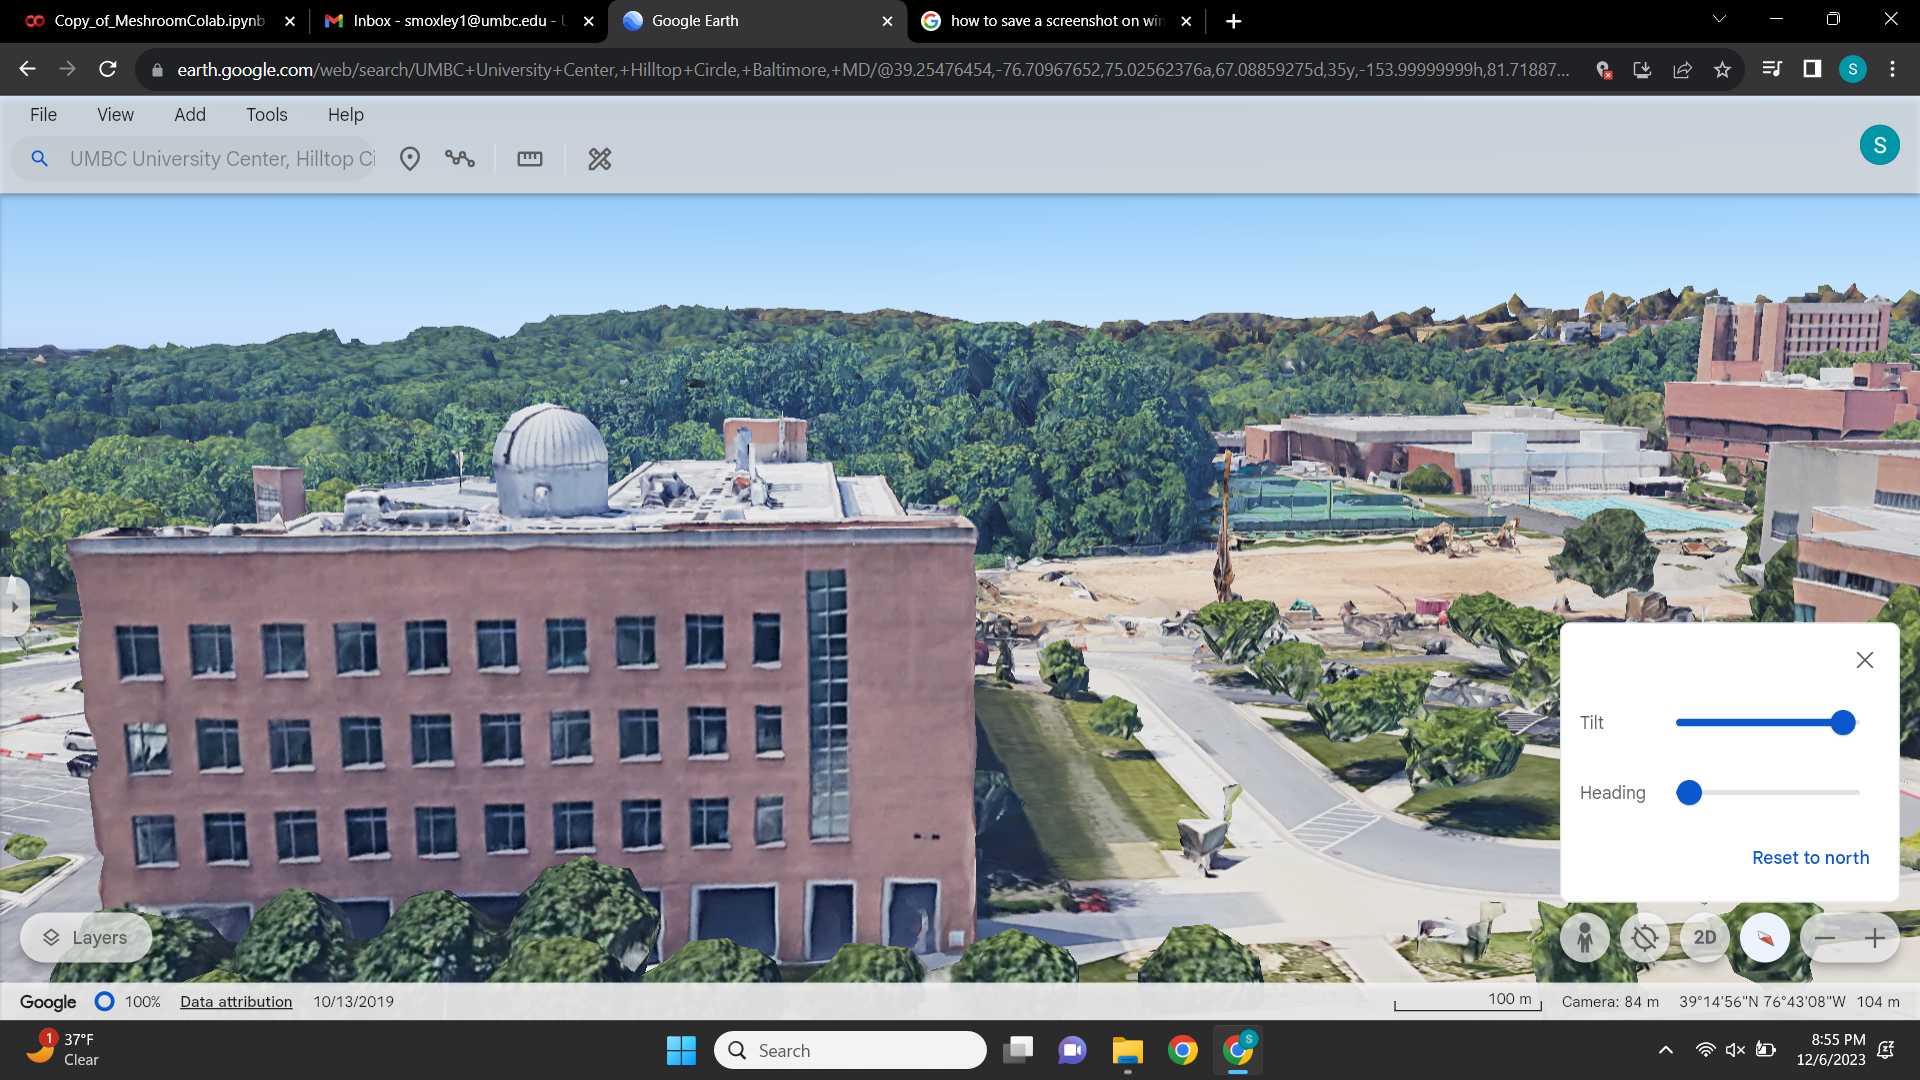 Copy_of_MeshroomColab.ipynb
Inbox - smoxley1@umbc.edu -
Google Earth
how to save a screenshot on win
earth.google.com/web/search/UMBC+University+Center,+Hilltop+Circle,+Baltimore,+MD/@39.25476454,-76.70967652,75.02562376a,67.08859275d,35y,-153.99999999h,81.71887...
S
File View Add Tools Help
UMBC University Center, Hilltop Ci
S
Tilt
Heading
Reset to north
Layers
2D
Google 100% Data attribution 10/13/2019
100 m Camera: 84 m 39°14'56"N 76°43'08"W 104 m
1
37°F
Clear
Search
S
8:55 PM
12/6/2023